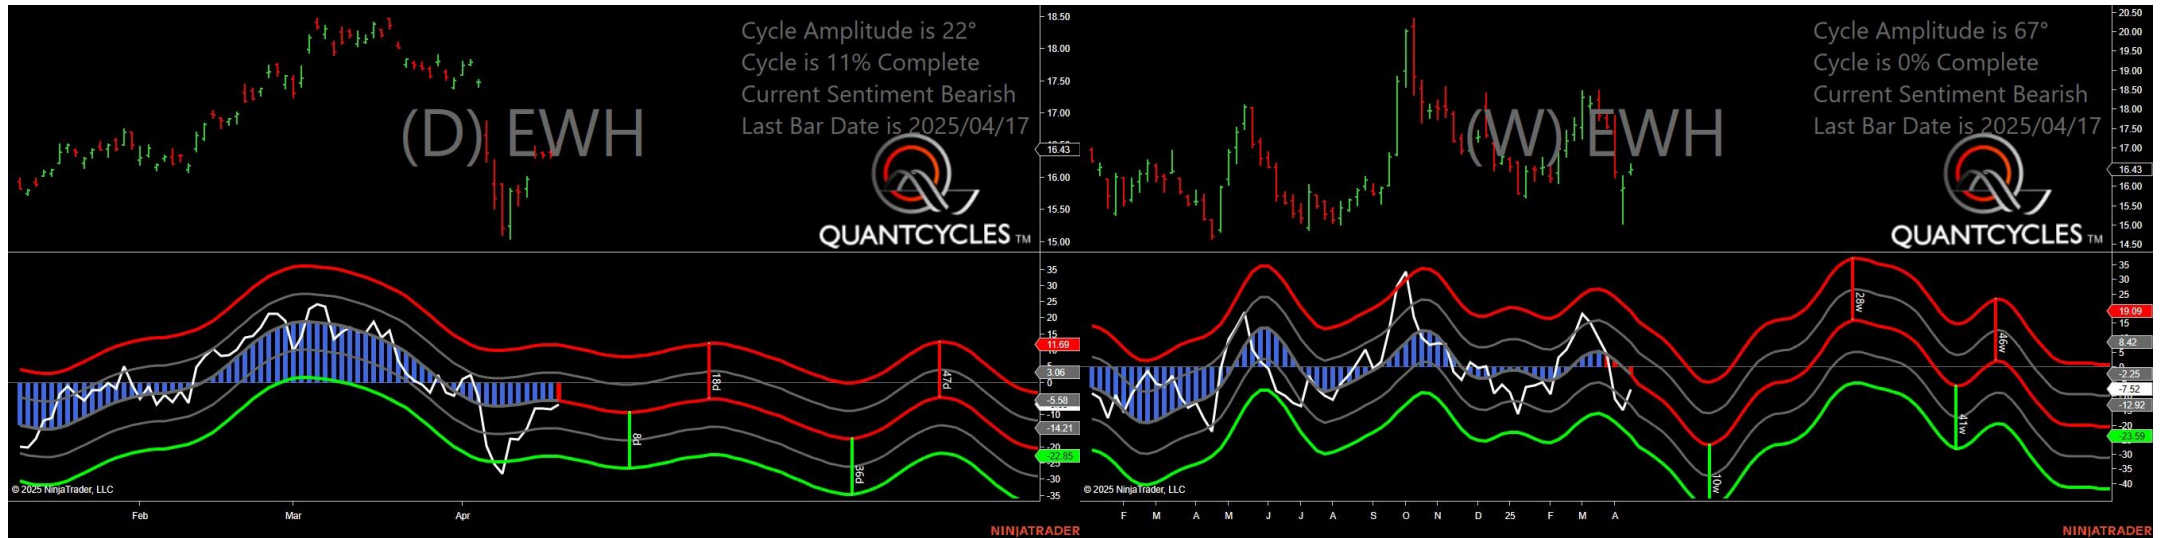 Cycle Amplitude is 22°
Cycle is 11% Complete
Current Sentiment Bearish
Last Bar Date is 2025/04/17
(D) EWH
QUANTCYCLES TM
18.50
18.00
17.50
17.00
16.43
16.00
15.50
15.00
35
30
25
20
15
11.69
3.06
0
-5.58
-10
-14.21
-20
-22.85
-25
-30
-35
8d
18d
36d
47d
© 2025 NinjaTrader, LLC
Feb Mar Apr
NINJATRADER
Cycle Amplitude is 67°
Cycle is 0% Complete
Current Sentiment Bearish
Last Bar Date is 2025/04/17
(W) EWH
QUANTCYCLES TM
20.50
20.00
19.50
19.00
18.50
18.00
17.50
17.00
16.43
16.00
15.50
15.00
14.50
35
30
25
19.09
15
8.42
5
-2.25
-7.52
-12.92
-20
-23.59
-30
-35
-40
10w
28w
41w
46w
© 2025 NinjaTrader, LLC
F M A M J J A S O N D 25 F M A
NINJATRADER